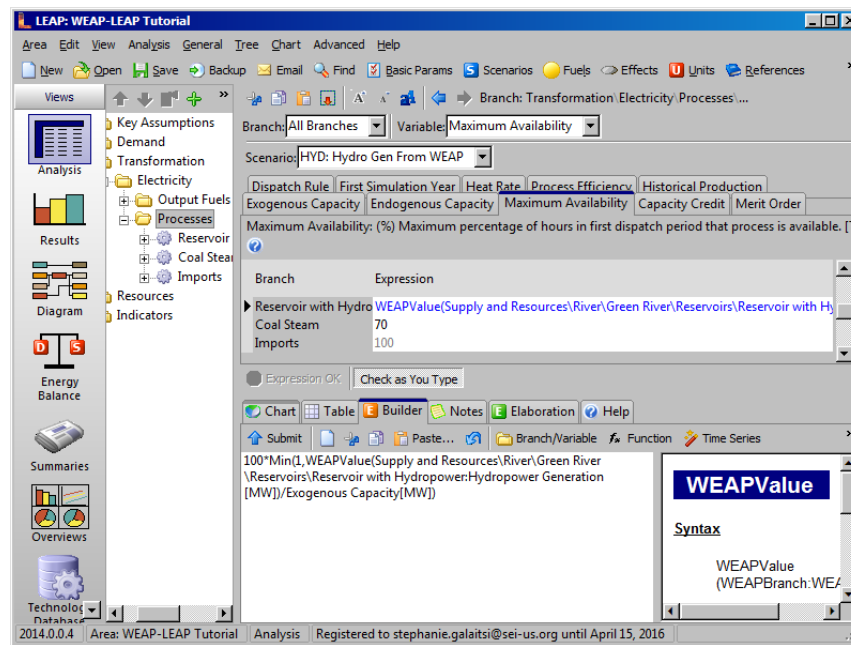 LEAP: WEAP-LEAP Tutorial
Area Edit View Analysis General Tree Chart Advanced Help
New Open Save Backup Email Find Basic Params Scenarios Fuels Effects Units References
Views
Branch: Transformation\Electricity\Processes\...
Branch: All Branches Variable: Maximum Availability
Scenario: HYD: Hydro Gen From WEAP
Analysis
Results
Diagram
Energy
Balance
Summaries
Overviews
Technolog
Database
Key Assumptions
Demand
Transformation
Electricity
Output Fuels
Processes
Reservoir
Coal Stear
Imports
Resources
Indicators
Dispatch Rule First Simulation Year Heat Rate Process Efficiency Historical Production
Exogenous Capacity Endogenous Capacity Maximum Availability Capacity Credit Merit Order
Maximum Availability: (%) Maximum percentage of hours in first dispatch period that process is available. [
Branch Expression
Reservoir with Hydro WEAPValue(Supply and Resources\River\Green River\Reservoirs\Reservoir with Hy
Coal Steam 70
Imports 100
Expression OK Check as You Type
Chart Table Builder Notes Elaboration Help
Submit Paste... Branch/Variable fx Function Time Series
100*Min(1,WEAPValue(Supply and Resources\River\Green River
\Reservoirs\Reservoir with Hydropower:Hydropower Generation
[MW])/Exogenous Capacity[MW])
WEAPValue
Syntax
WEAPValue
(WEAPBranch:WEA
2014.0.0.4 Area: WEAP-LEAP Tutorial Analysis Registered to stephanie.galaitsi@sei-us.org until April 15, 2016